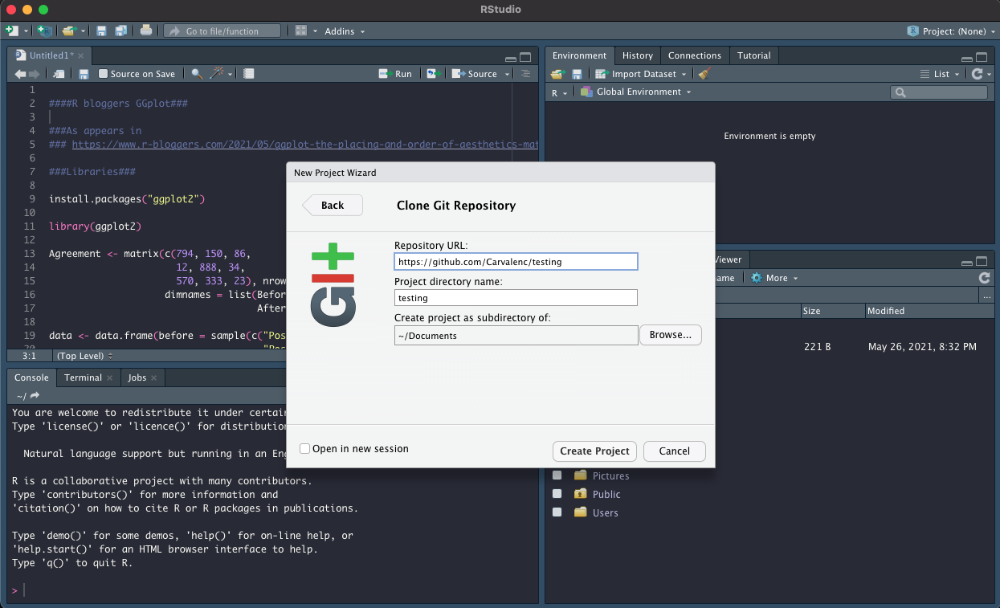 RStudio
Go to file/function
Addins
Project: (None)
Untitled1*
Source on Save
Run
Source
1
2 ####R bloggers GGplot###
3
4 ###As appears in
5 ### https://www.r-bloggers.com/2021/05/ggplot-the-placing-and-order-of-aesthetics-mat
6
7 ###Libraries###
8
9 install.packages("ggplot2")
10
11 library(ggplot2)
12
13 Agreement <- matrix(c(794, 150, 86,
14 12, 888, 34,
15 570, 333, 23), nrow
16 dimnames = list(Befor
17 After
18
19 data <- data.frame(before = sample(c("Pos
20 "Pos
3:1 (Top Level)
Console
Terminal
Jobs
~/
You are welcome to redistribute it under certain
Type 'license()' or 'licence()' for distribution
Natural language support but running in an Eng
R is a collaborative project with many contributors.
Type 'contributors()' for more information and
'citation()' on how to cite R or R packages in publications.
Type 'demo()' for some demos, 'help()' for on-line help, or
'help.start()' for an HTML browser interface to help.
Type 'q()' to quit R.
>
Environment
History
Connections
Tutorial
Import Dataset
List
R
Global Environment
Environment is empty
Viewer
ame
More
...
Size
Modified
221 B
May 26, 2021, 8:32 PM
Pictures
Public
Users
New Project Wizard
Back
Clone Git Repository
GIT
Repository URL:
https://github.com/Carvalenc/testing
Project directory name:
testing
Create project as subdirectory of:
~/Documents
Browse...
Open in new session
Create Project
Cancel